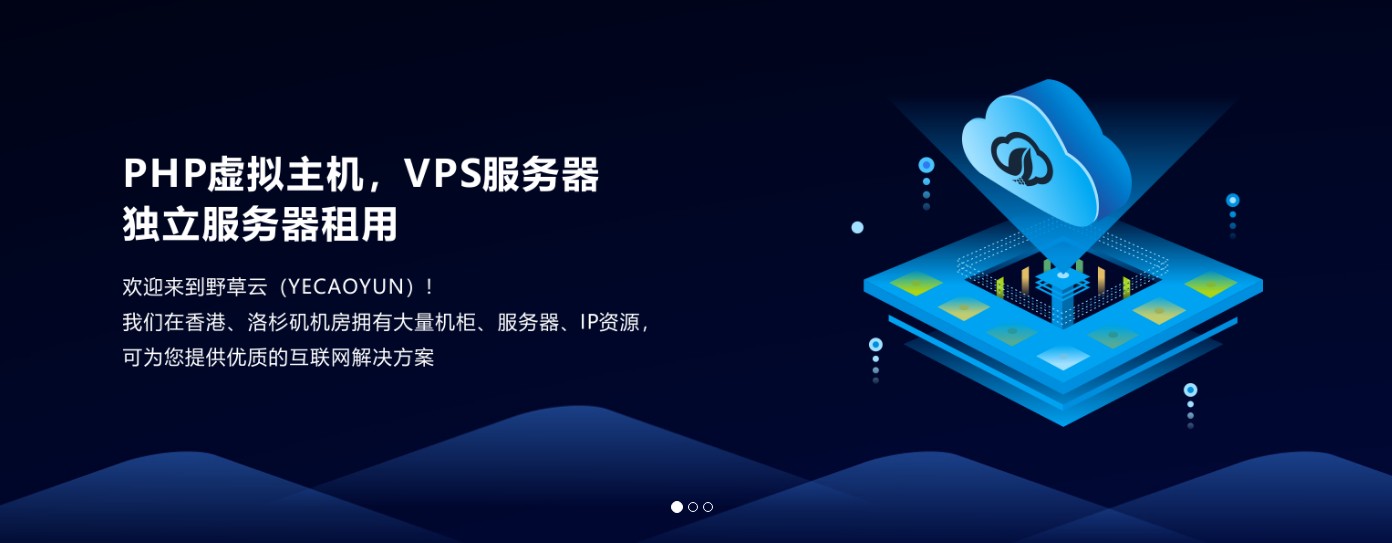 PHP虚拟主机，VPS服务器
独立服务器租用
欢迎来到野草云（YECAOYUN）!
我们在香港、洛杉矶机房拥有大量机柜、服务器、IP资源，
可为您提供优质的互联网解决方案